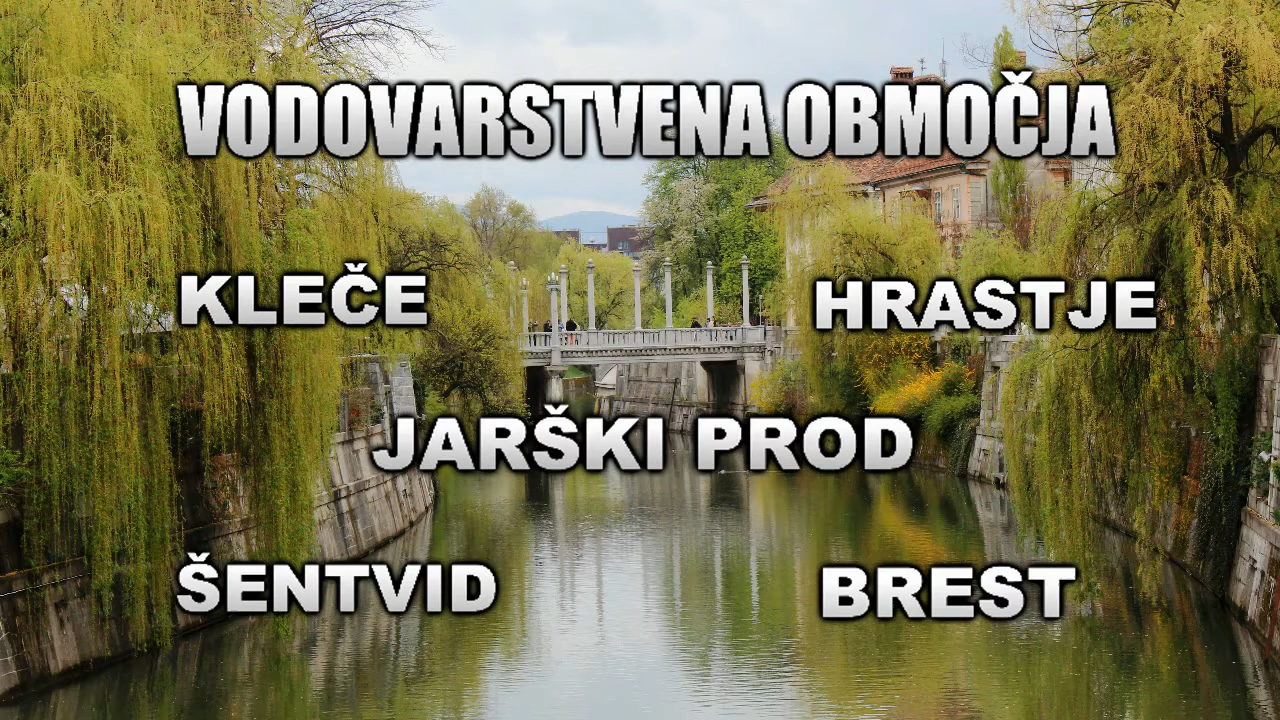 VODOVARSTVENA OBMOČJA
KLEČE
HRASTJE
JARŠKI PROD
ŠENTVID
BREST